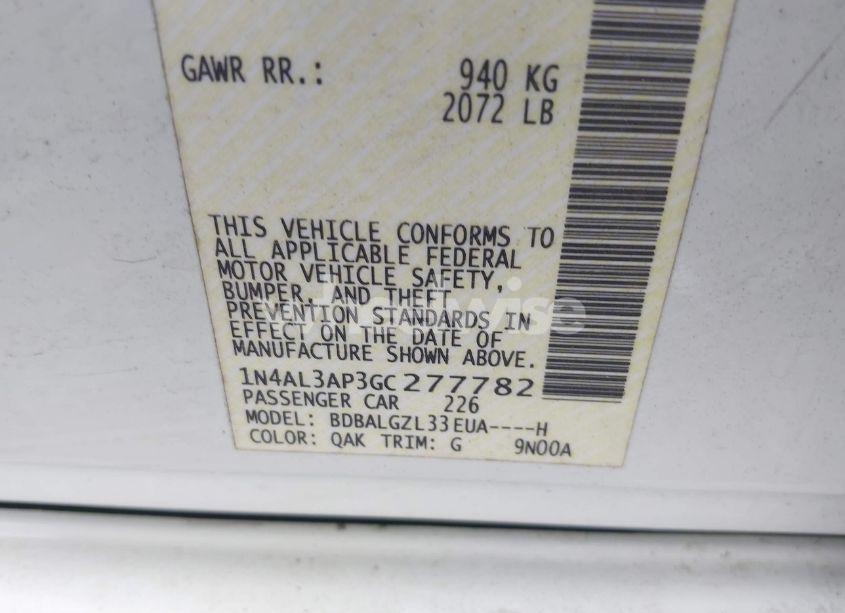 GAWR RR.: 940 KG
2072 LB
THIS VEHICLE CONFORMS TO
ALL APPLICABLE FEDERAL
MOTOR VEHICLE SAFETY,
BUMPER, AND THEFT
PREVENTION STANDARDS IN
EFFECT ON THE DATE OF
MANUFACTURE SHOWN ABOVE.
1N4AL3AP3GC277782
PASSENGER CAR 226
MODEL: BDBALGZL33EUA----H
COLOR: QAK TRIM: G 9N00A